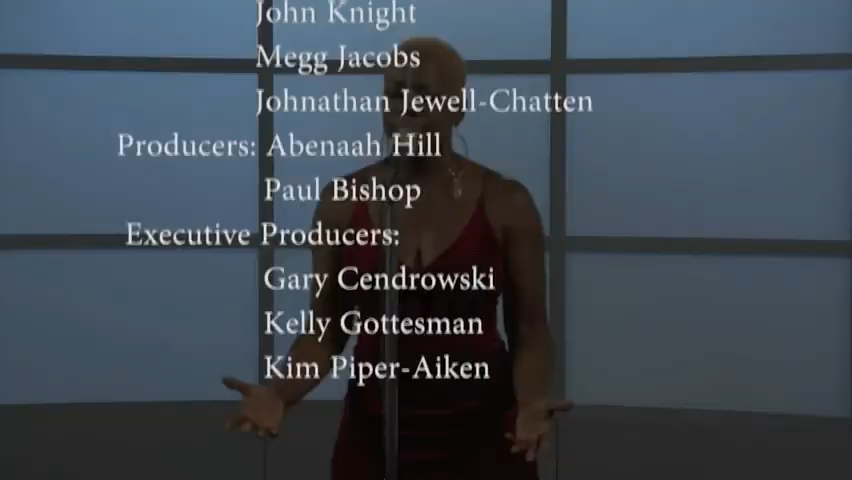 John Knight
Megg Jacobs
Johnathan Jewell-Chatten
Producers: Abenaah Hill
Paul Bishop
Executive Producers:
Gary Cendrowski
Kelly Gottesman
Kim Piper-Aiken